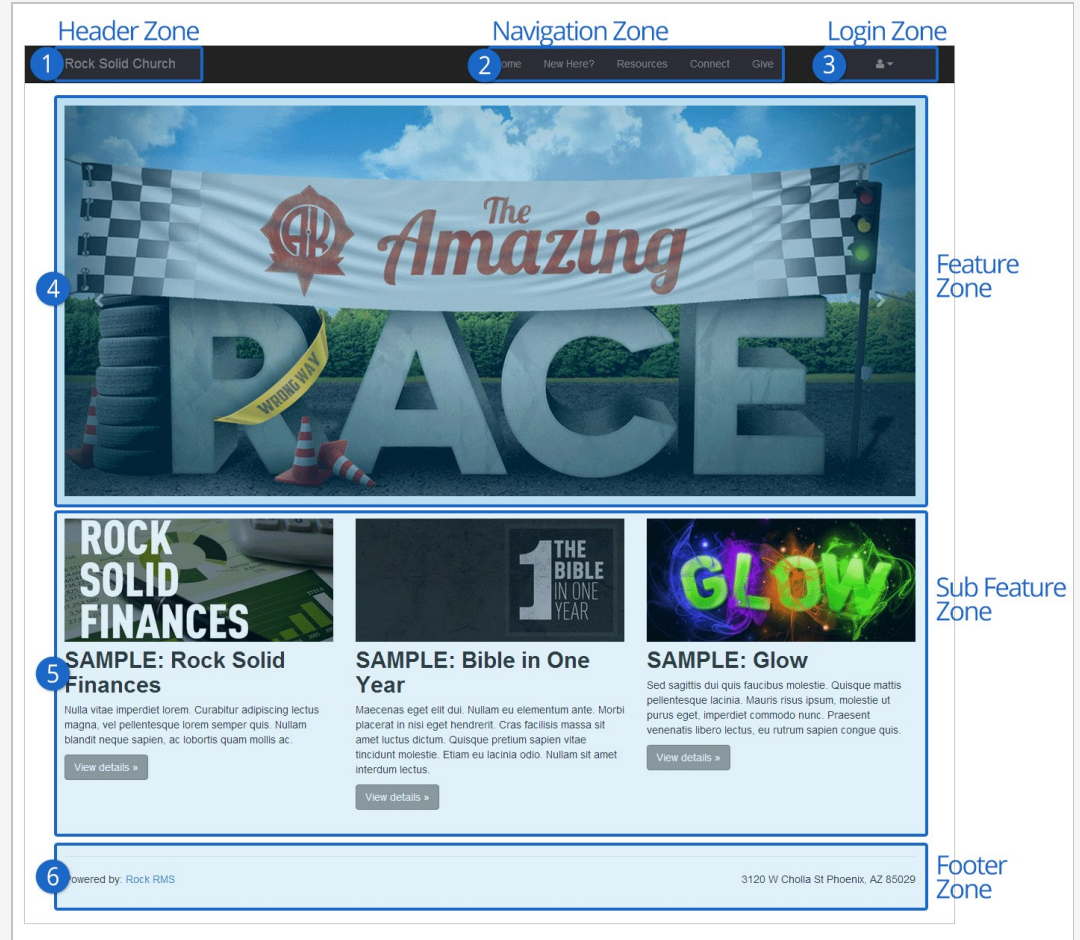 Header Zone
Navigation Zone
Login Zone
1
Rock Solid Church
2
ome
New Here?
Resources
Connect
Give
3
4
AK
The
Amazing
RACE
WRONG WAY
Feature
Zone
5
ROCK
SOLID
FINANCES
SAMPLE: Rock Solid
Finances
Nulla vitae imperdiet lorem. Curabitur adipiscing lectus
magna, vel pellentesque lorem semper quis. Nullam
blandit neque sapien, ac lobortis quam mollis ac.
View details »
1 THE
BIBLE
IN ONE
YEAR
SAMPLE: Bible in One
Year
Maecenas eget elit dui. Nullam eu elementum ante. Morbi
placerat in nisi eget hendrerit. Cras facilisis massa sit
amet luctus dictum. Quisque pretium sapien vitae
tincidunt molestie. Etiam eu lacinia odio. Nullam sit amet
interdum lectus.
View details »
GLOW
SAMPLE: Glow
Sed sagittis dui quis faucibus molestie. Quisque mattis
pellentesque lacinia. Mauris risus ipsum, molestie ut
purus eget, imperdiet commodo nunc. Praesent
venenatis libero lectus, eu rutrum sapien congue quis.
View details »
Sub Feature
Zone
6
owered by: Rock RMS
3120 W Cholla St Phoenix, AZ 85029
Footer
Zone